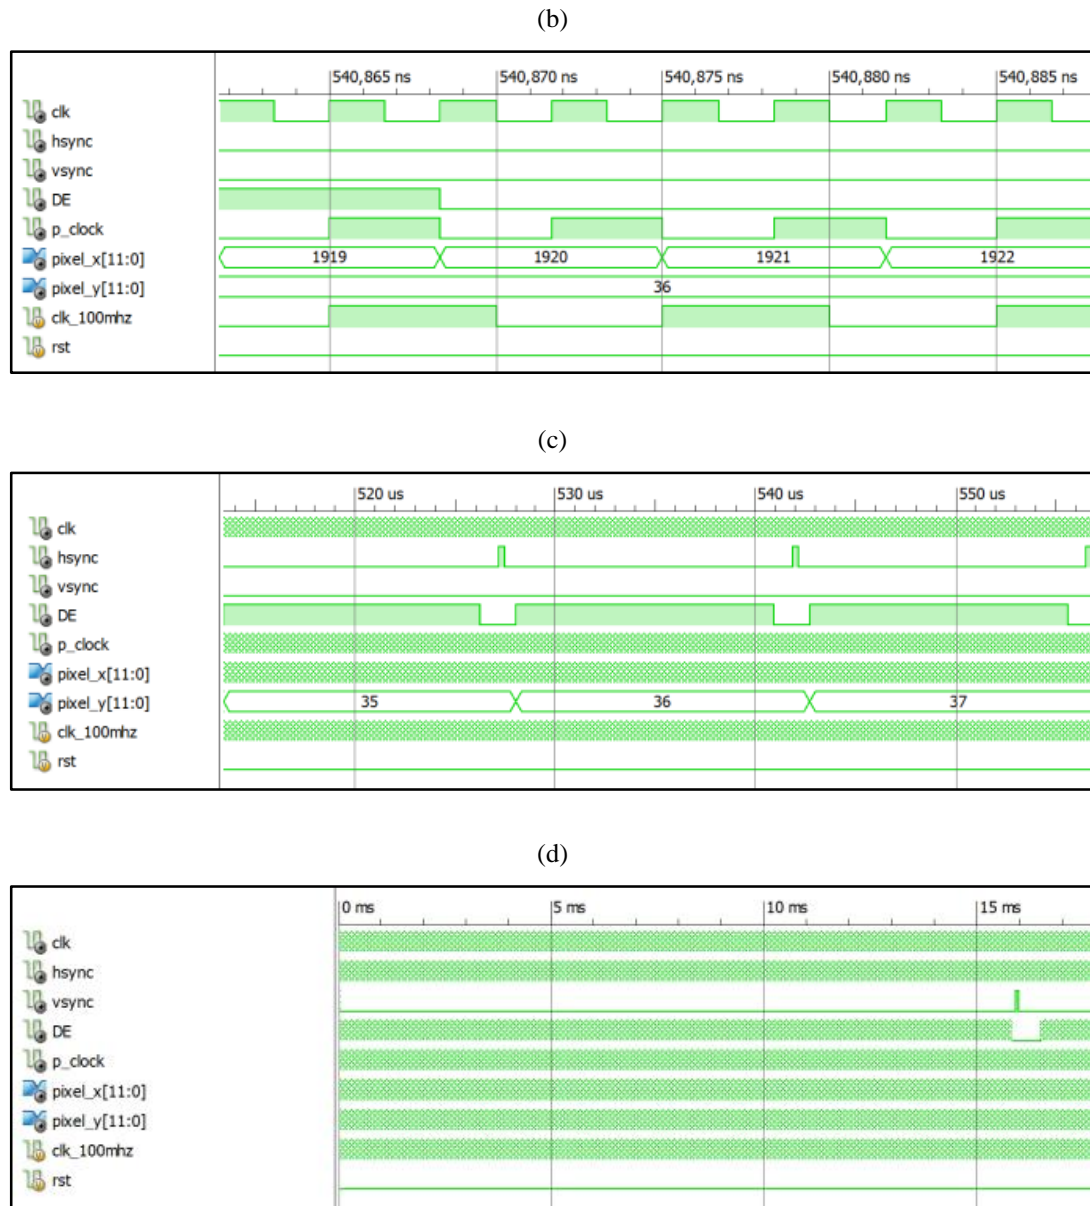 (b)
540,865 ns 540,870 ns 540,875 ns 540,880 ns 540,885 ns
clk
hsync
vsync
DE
p_clock
pixel_x[11:0] 1919 1920 1921 1922
pixel_y[11:0] 36
clk_100mhz
rst
(c)
520 us 530 us 540 us 550 us
clk
hsync
vsync
DE
p_clock
pixel_x[11:0]
pixel_y[11:0] 35 36 37
clk_100mhz
rst
(d)
0 ms 5 ms 10 ms 15 ms
clk
hsync
vsync
DE
p_clock
pixel_x[11:0]
pixel_y[11:0]
clk_100mhz
rst